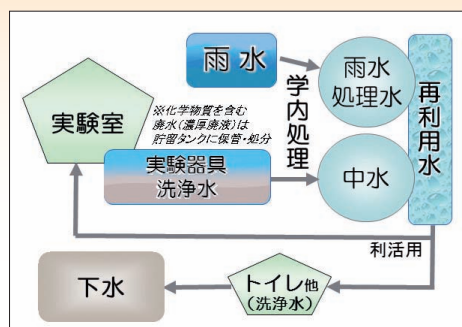 雨水
雨水
処理水
再利用水
学内処理
実験室
※化学物質を含む
廃水(濃厚廃液)は
貯留タンクに保管・処分
実験器具
洗浄水
中水
利活用
下水
トイレ他
(洗浄水)